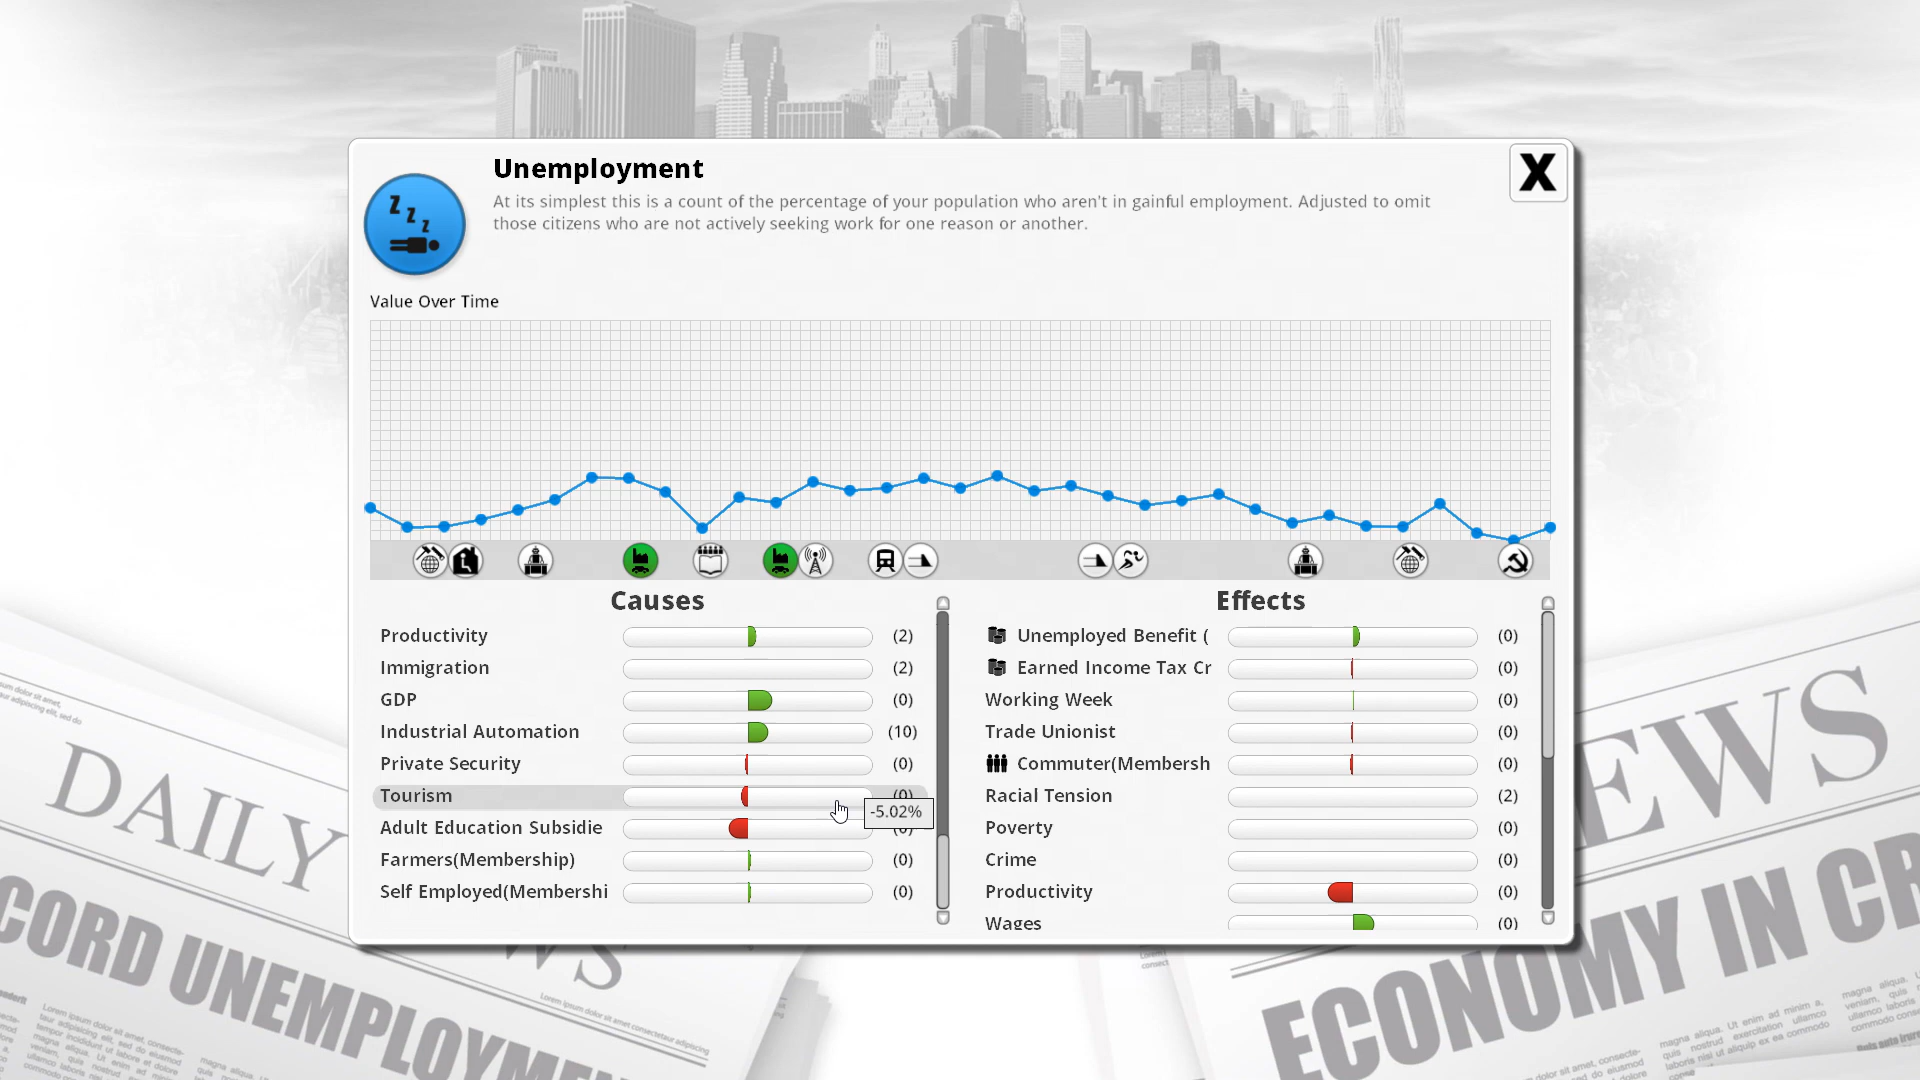 Unemployment
At its simplest this is a count of the percentage of your population who aren't in gainful employment. Adjusted to omit
those citizens who are not actively seeking work for one reason or another.
X
Value Over Time
Causes
Productivity (2)
Immigration (2)
GDP (0)
Industrial Automation (10)
Private Security (0)
Tourism (0)
-5.02%
Adult Education Subsidie (0)
Farmers(Membership) (0)
Self Employed(Membershi (0)
Effects
Unemployed Benefit ( (0)
Earned Income Tax Cr (0)
Working Week (0)
Trade Unionist (0)
Commuter(Membersh (0)
Racial Tension (2)
Poverty (0)
Crime (0)
Productivity (0)
Wages (0)
DAILY
EWS
CORD UNEMPLOYME
WS
ECONOMY IN CR